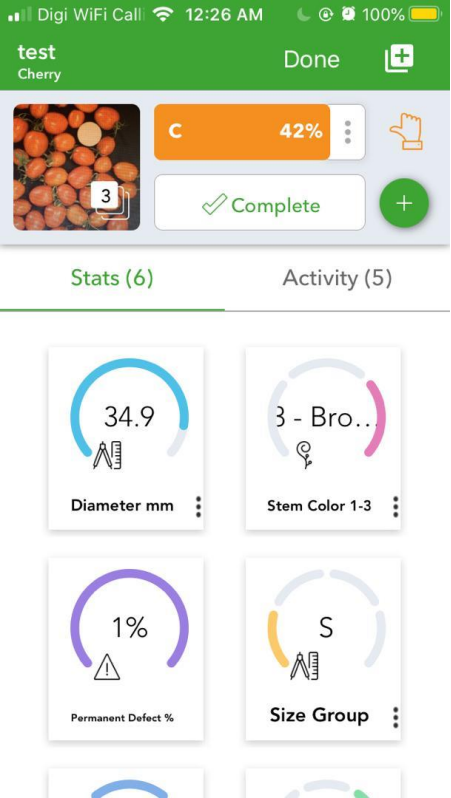 Digi WiFi Call 12:26 AM 100%
test
Cherry
Done
C 42%
3
Complete
Stats (6) Activity (5)
34.9
Diameter mm
3 - Bro...
Stem Color 1-3
1%
Permanent Defect %
S
Size Group